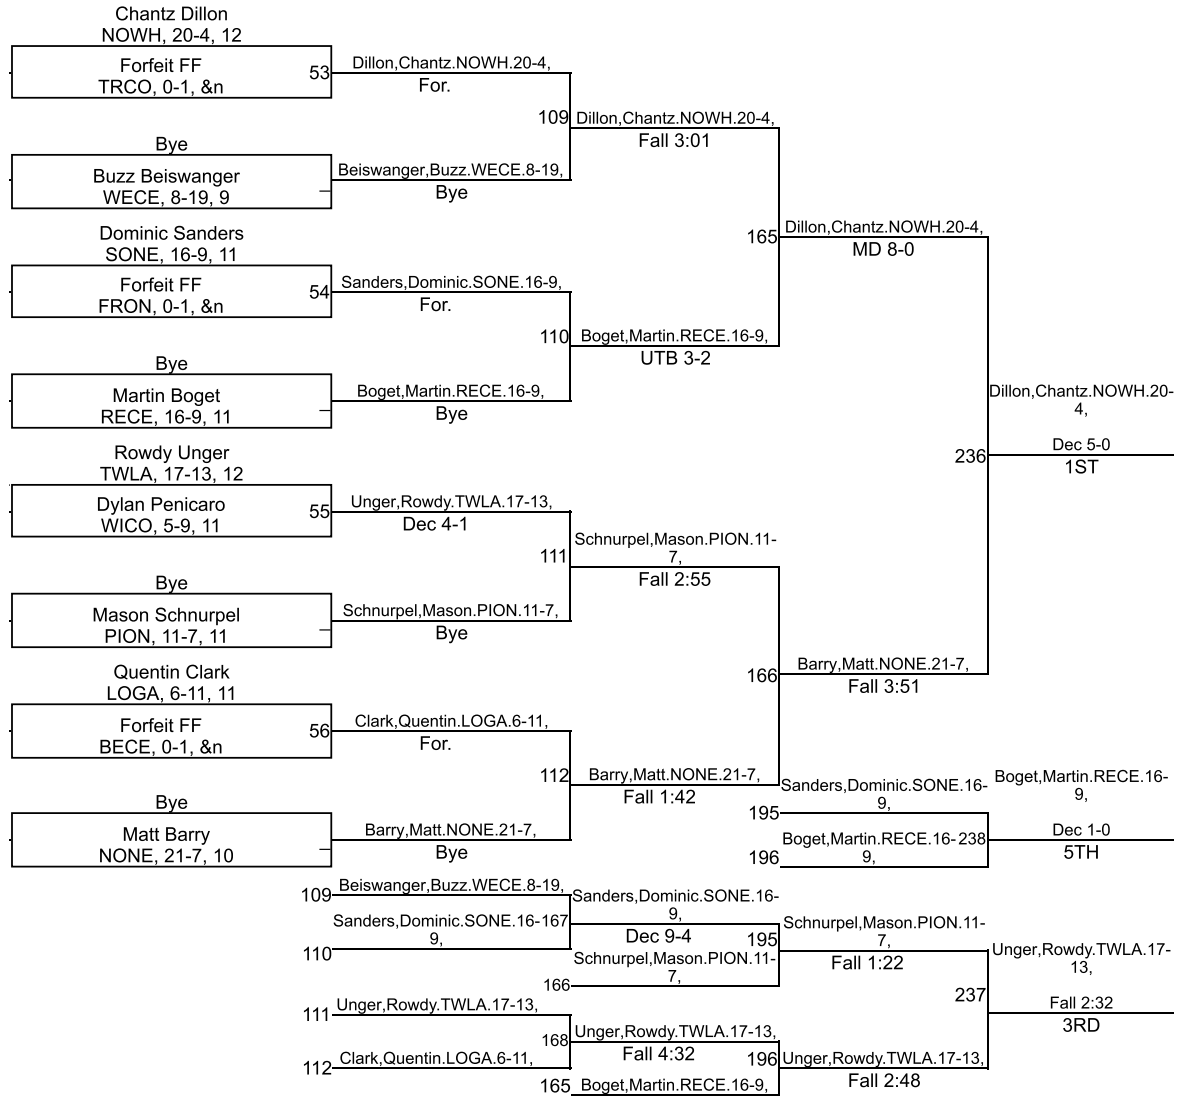 Chantz Dillon
NOWH, 20-4, 12
Forfeit FF
TRCO, 0-1, &n
53
Dillon,Chantz.NOWH.20-4,
For.
109
Dillon,Chantz.NOWH.20-4,
Fall 3:01
Bye
Buzz Beiswanger
WECE, 8-19, 9
_
Beiswanger,Buzz.WECE.8-19,
Bye
165
Dillon,Chantz.NOWH.20-4,
MD 8-0
Dominic Sanders
SONE, 16-9, 11
Forfeit FF
FRON, 0-1, &n
54
Sanders,Dominic.SONE.16-9,
For.
110
Boget,Martin.RECE.16-9,
UTB 3-2
Bye
Martin Boget
RECE, 16-9, 11
_
Boget,Martin.RECE.16-9,
Bye
Dillon,Chantz.NOWH.20-
4,
236
Dec 5-0
1ST
Rowdy Unger
TWLA, 17-13, 12
Dylan Penicaro
WICO, 5-9, 11
55
Unger,Rowdy.TWLA.17-13,
Dec 4-1
111
Schnurpel,Mason.PION.11-
7,
Fall 2:55
Bye
Mason Schnurpel
PION, 11-7, 11
_
Schnurpel,Mason.PION.11-7,
Bye
166
Barry,Matt.NONE.21-7,
Fall 3:51
Quentin Clark
LOGA, 6-11, 11
Forfeit FF
BECE, 0-1, &n
56
Clark,Quentin.LOGA.6-11,
For.
112
Barry,Matt.NONE.21-7,
Fall 1:42
Bye
Matt Barry
NONE, 21-7, 10
_
Barry,Matt.NONE.21-7,
Bye
Sanders,Dominic.SONE.16-
9,
195
Boget,Martin.RECE.16-
9,
196
238
Boget,Martin.RECE.16-
9,
Dec 1-0
5TH
109
Beiswanger,Buzz.WECE.8-19,
Sanders,Dominic.SONE.16-
9,
110
167
Sanders,Dominic.SONE.16-
9,
Dec 9-4
Schnurpel,Mason.PION.11-
7,
166
195
Schnurpel,Mason.PION.11-
7,
Fall 1:22
111
Unger,Rowdy.TWLA.17-13,
112
Clark,Quentin.LOGA.6-11,
168
Unger,Rowdy.TWLA.17-13,
Fall 4:32
165
Boget,Martin.RECE.16-9,
196
Unger,Rowdy.TWLA.17-13,
Fall 2:48
237
Unger,Rowdy.TWLA.17-
13,
Fall 2:32
3RD